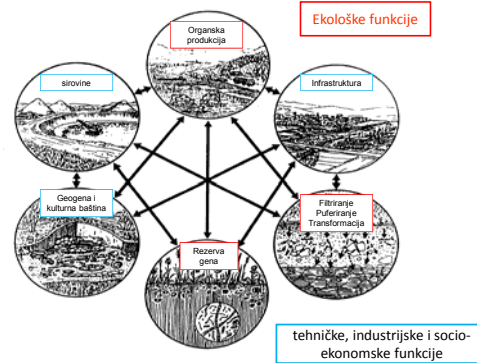 Ekološke funkcije
Organska
produkcija
sirovine
Infrastruktura
Geogena i
kulturna baština
Filtriranje
Puferiranje
Transformacija
Rezerva
gena
tehničke, industrijske i socio-
ekonomske funkcije